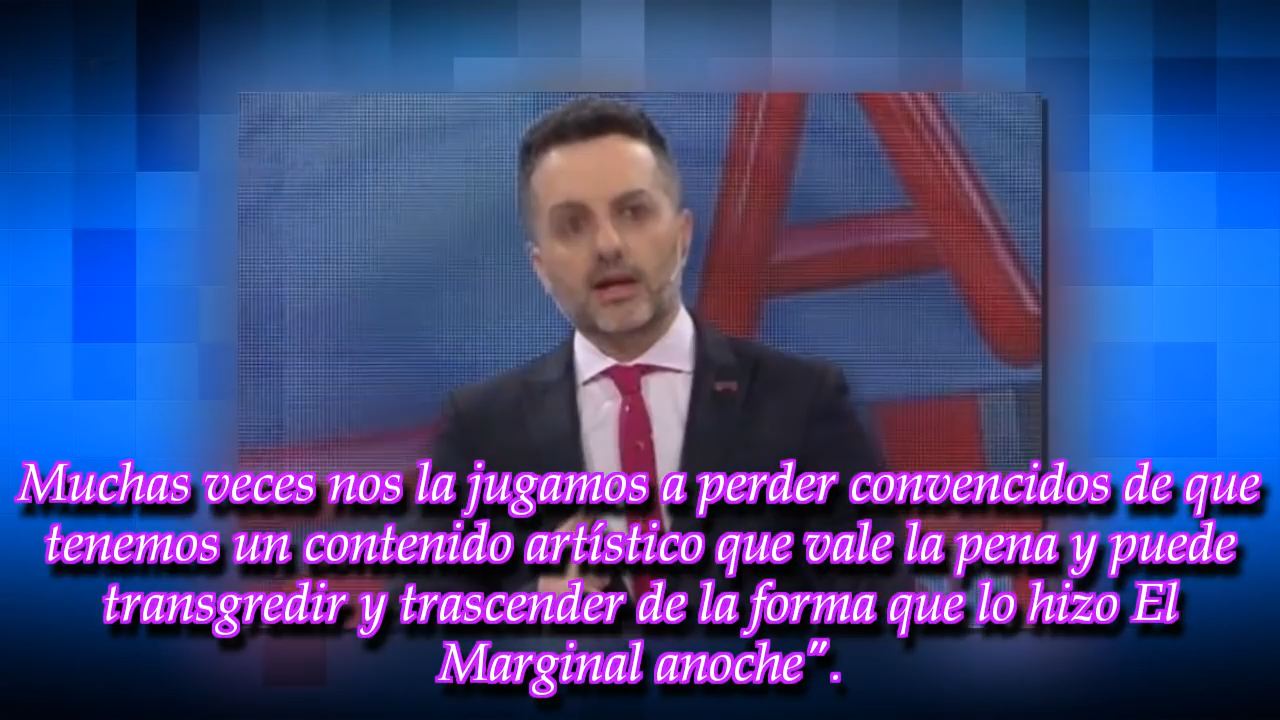 Muchas veces nos la jugamos a perder convencidos de que
tenemos un contenido artístico que vale la pena y puede
transgredir y trascender de la forma que lo hizo El
Marginal anoche”.